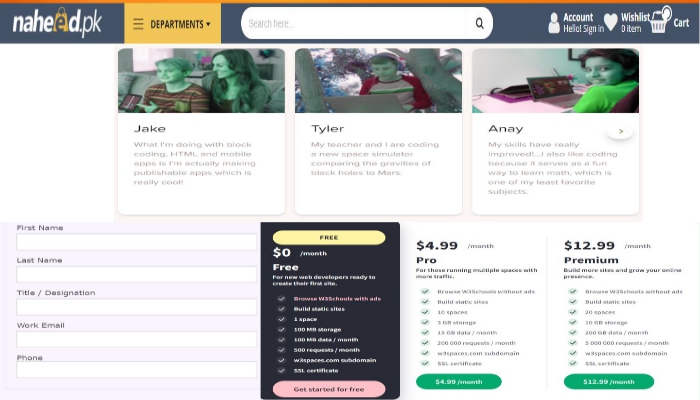 naheed.pk
DEPARTMENTS
Search here...
Account
Hello! Sign in
Wishlist
0 item
0
Cart
Jake
What I'm doing with block
coding, HTML and mobile
apps is I'm actually making
publishable apps which is
really cool!
Tyler
My teacher and I are coding
a new space simulator
comparing the gravities of
black holes to Mars.
Anay
My skills have really
improved!...I also like coding
because it serves as a fun
way to learn math, which is
one of my least favorite
subjects.
>
First Name
Last Name
Title / Designation
Work Email
Phone
FREE
$0 /month
Free
For new web developers ready to
create their first site.
Browse W3Schools with ads
Build static sites
1 space
100 MB storage
100 MB data / month
500 requests / month
w3spaces.com subdomain
SSL certificate
Get started for free
$4.99 /month
Pro
For those running multiple spaces with
more traffic.
Browse W3Schools without ads
Build static sites
10 spaces
3 GB storage
15 GB data / month
200 000 requests / month
w3spaces.com subdomain
SSL certificate
$4.99 /month
$12.99 /month
Premium
Build more sites and grow your online
presence.
Browse W3Schools without ads
Build static sites
20 spaces
10 GB storage
200 GB data / month
5 000 000 requests / month
w3spaces.com subdomain
SSL certificate
$12.99 /month